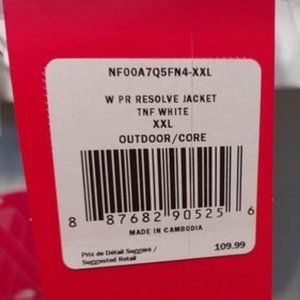 NF00A7Q5FN4-XXL
W PR RESOLVE JACKET
TNF WHITE
XXL
OUTDOOR/CORE
8 87682 90525 6
MADE IN CAMBODIA
Prix de Détail Suggéré /
Suggested Retail 109.99